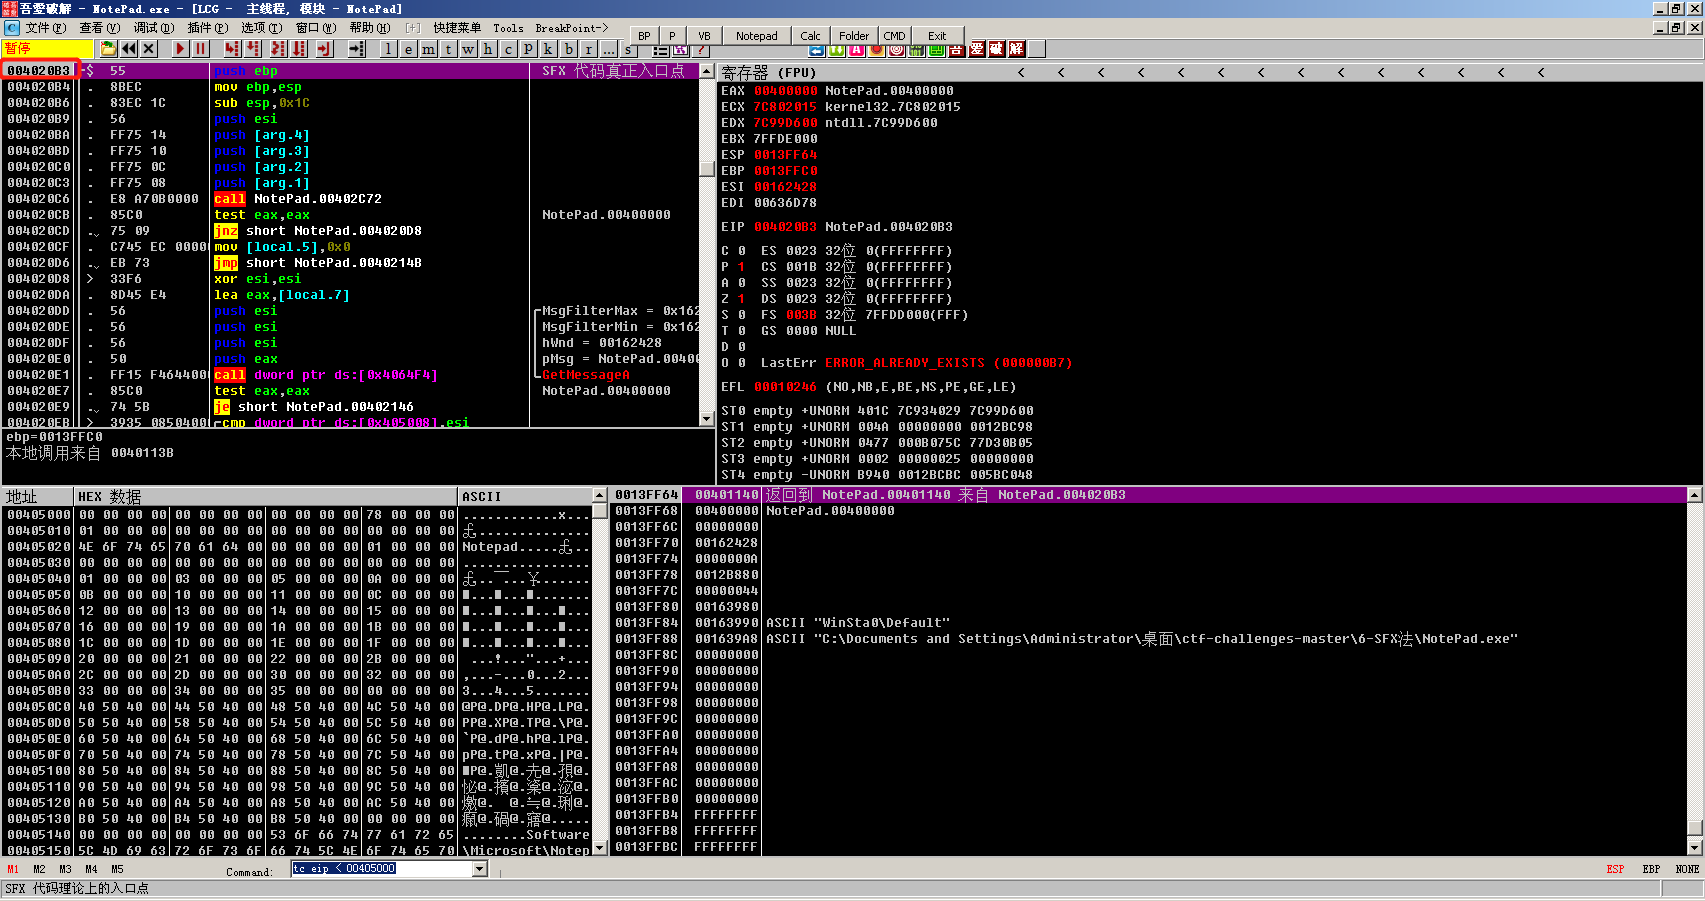 吾愛破解 - NotePad.exe - [LCG - 主线程, 模块 - NotePad]
文件(F) 查看(V) 调试(D) 插件(P) 选项(T) 窗口(W) 帮助(H) [+] 快捷菜单 Tools BreakPoint->
BP P VB Notepad Calc Folder CMD Exit
暂停 l e m t w h c p k b r ... s ? 吾 爱 破 解
004020B3 $ 55 push ebp SFX 代码真正入口点
004020B4 . 8BEC mov ebp,esp
004020B6 . 83EC 1C sub esp,0x1C
004020B9 . 56 push esi
004020BA . FF75 14 push [arg.4]
004020BD . FF75 10 push [arg.3]
004020C0 . FF75 0C push [arg.2]
004020C3 . FF75 08 push [arg.1]
004020C6 . E8 A70B0000 call NotePad.00402C72
004020CB . 85C0 test eax,eax NotePad.00400000
004020CD . 75 09 jnz short NotePad.004020D8
004020CF . C745 EC 0000 mov [local.5],0x0
004020D6 . EB 73 jmp short NotePad.0040214B
004020D8 > 33F6 xor esi,esi
004020DA . 8D45 E4 lea eax,[local.7]
004020DD . 56 push esi MsgFilterMax = 0x162
004020DE . 56 push esi MsgFilterMin = 0x162
004020DF . 56 push esi hWnd = 00162428
004020E0 . 50 push eax pMsg = NotePad.0040
004020E1 . FF15 F4644000 call dword ptr ds:[0x4064F4] GetMessageA
004020E7 . 85C0 test eax,eax NotePad.00400000
004020E9 . 74 5B je short NotePad.00402146
004020EB > 3935 08504000 cmp dword ptr ds:[0x405008],esi
ebp=0013FFC0
本地调用来自 0040113B
寄存器 (FPU) < < < < < < < < < < < < < <
EAX 00400000 NotePad.00400000
ECX 7C802015 kernel32.7C802015
EDX 7C99D600 ntdll.7C99D600
EBX 7FFDE000
ESP 0013FF64
EBP 0013FFC0
ESI 00162428
EDI 00636D78
EIP 004020B3 NotePad.004020B3
C 0 ES 0023 32位 0(FFFFFFFF)
P 1 CS 001B 32位 0(FFFFFFFF)
A 0 SS 0023 32位 0(FFFFFFFF)
Z 1 DS 0023 32位 0(FFFFFFFF)
S 0 FS 003B 32位 7FFDD000(FFF)
T 0 GS 0000 NULL
D 0
O 0 LastErr ERROR_ALREADY_EXISTS (000000B7)
EFL 00010246 (NO,NB,E,BE,NS,PE,GE,LE)
ST0 empty +UNORM 401C 7C934029 7C99D600
ST1 empty +UNORM 004A 00000000 0012BC98
ST2 empty +UNORM 0477 000B075C 77D30B05
ST3 empty +UNORM 0002 00000025 00000000
ST4 empty -UNORM B940 0012BCBC 005BC048
地址 HEX 数据 ASCII
00405000 00 00 00 00 00 00 00 00 00 00 00 00 78 00 00 00 ............x...
00405010 01 00 00 00 00 00 00 00 00 00 00 00 00 00 00 00
00405020 4E 6F 74 65 70 61 64 00 00 00 00 00 01 00 00 00 Notepad.....
00405030 00 00 00 00 00 00 00 00 00 00 00 00 00 00 00 00 ................
00405040 01 00 00 00 03 00 00 00 05 00 00 00 0A 00 00 00
00405050 0B 00 00 00 10 00 00 00 11 00 00 00 0C 00 00 00
00405060 12 00 00 00 13 00 00 00 14 00 00 00 15 00 00 00
00405070 16 00 00 00 19 00 00 00 1A 00 00 00 1B 00 00 00
00405080 1C 00 00 00 1D 00 00 00 1E 00 00 00 1F 00 00 00
00405090 20 00 00 00 21 00 00 00 22 00 00 00 2B 00 00 00  ...!..."...+...
004050A0 2C 00 00 00 2D 00 00 00 30 00 00 00 32 00 00 00 ,...-...0...2...
004050B0 33 00 00 00 34 00 00 00 35 00 00 00 00 00 00 00 3...4...5.......
004050C0 40 50 40 00 44 50 40 00 48 50 40 00 4C 50 40 00 @P@.DP@.HP@.LP@.
004050D0 50 50 40 00 58 50 40 00 54 50 40 00 5C 50 40 00 PP@.XP@.TP@.\P@.
004050E0 60 50 40 00 64 50 40 00 68 50 40 00 6C 50 40 00 `P@.dP@.hP@.lP@.
004050F0 70 50 40 00 74 50 40 00 78 50 40 00 7C 50 40 00 pP@.tP@.xP@.|P@.
00405100 80 50 40 00 84 50 40 00 88 50 40 00 8C 50 40 00
00405110 90 50 40 00 94 50 40 00 98 50 40 00 9C 50 40 00
00405120 A0 50 40 00 A4 50 40 00 A8 50 40 00 AC 50 40 00
00405130 B0 50 40 00 B4 50 40 00 B8 50 40 00 00 00 00 00
00405140 00 00 00 00 00 00 00 00 53 6F 66 74 77 61 72 65 ........Software
00405150 5C 4D 69 63 72 6F 73 6F 66 74 5C 4E 6F 74 65 70 \Microsoft\Notep
0013FF64 00401140 返回到 NotePad.00401140 来自 NotePad.004020B3
0013FF68 00400000 NotePad.00400000
0013FF6C 00000000
0013FF70 00162428
0013FF74 0000000A
0013FF78 0012B880
0013FF7C 00000044
0013FF80 00163980
0013FF84 00163990 ASCII "WinSta0\Default"
0013FF88 001639A8 ASCII "C:\Documents and Settings\Administrator\桌面\ctf-challenges-master\6-SFX法\NotePad.exe"
0013FF8C 00000000
0013FF90 00000000
0013FF94 00000000
0013FF98 00000000
0013FF9C 00000000
0013FFA0 00000000
0013FFA4 00000000
0013FFA8 00000000
0013FFAC 00000000
0013FFB0 00000000
0013FFB4 FFFFFFFF
0013FFB8 FFFFFFFF
0013FFBC FFFFFFFF
M1 M2 M3 M4 M5 Command: tc eip < 00405000 ESP EBP NONE
SFX 代码理论上的入口点